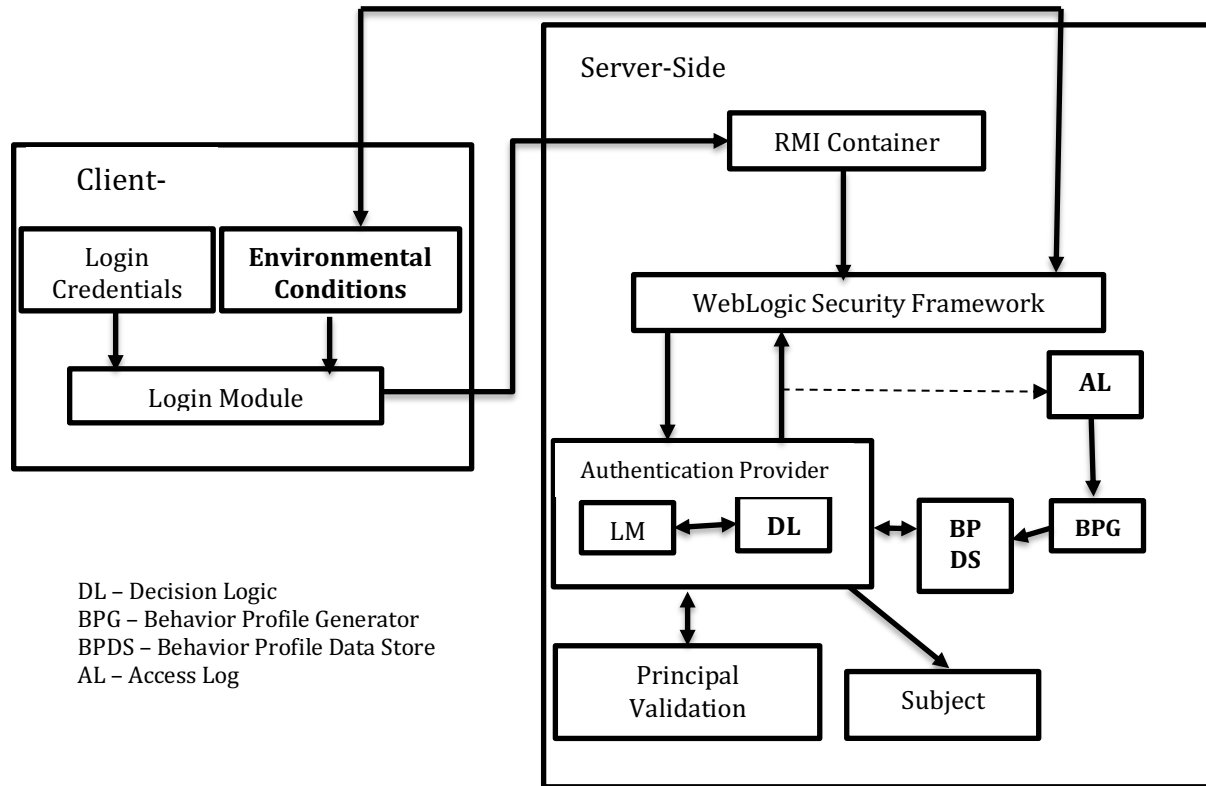 Server-Side
RMI Container
Client-
Login
Credentials
Environmental
Conditions
WebLogic Security Framework
Login Module
AL
Authentication Provider
LM
DL
BP
DS
BPG
DL – Decision Logic
BPG – Behavior Profile Generator
BPDS – Behavior Profile Data Store
AL – Access Log
Principal
Validation
Subject